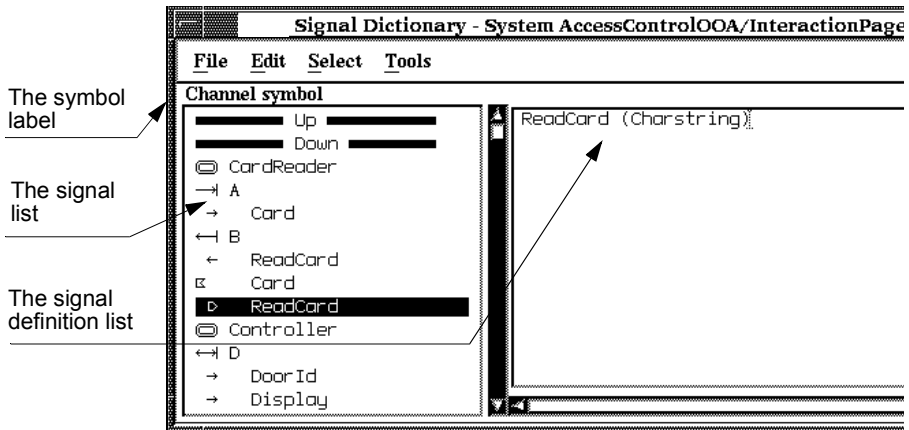 Signal Dictionary - System AccessControlOOA/InteractionPage
File Edit Select Tools
Channel symbol
The symbol
label
The signal
list
The signal
definition list
Up
Down
CardReader
A
Card
B
ReadCard
Card
ReadCard
Controller
D
DoorId
Display
ReadCard (Charstring)